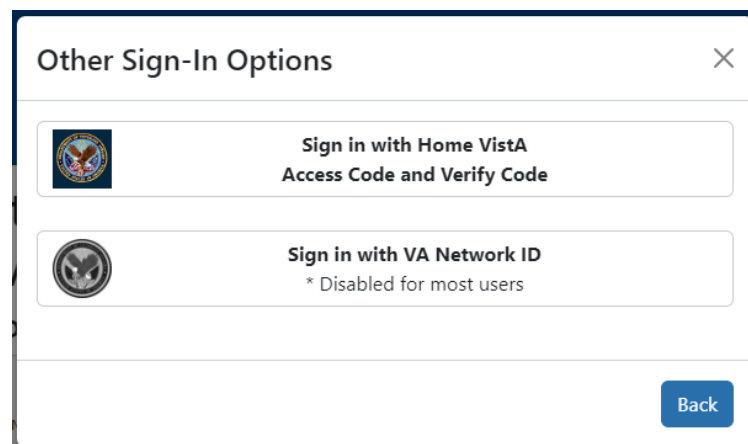 Other Sign-In Options
Sign in with Home VistA
Access Code and Verify Code
Sign in with VA Network ID
* Disabled for most users
Back